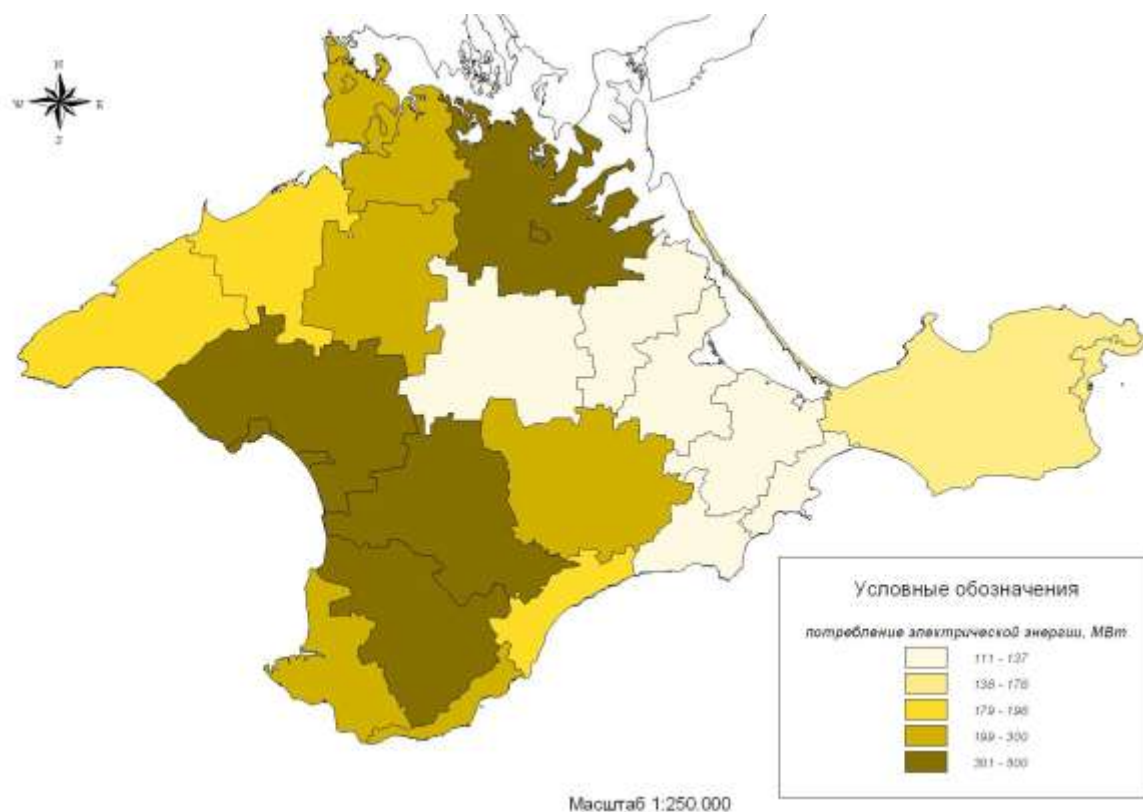 N
W E
S
Условные обозначения
потребление электрической энергии, МВт
111 - 137
138 - 178
179 - 198
199 - 300
301 - 800
Масштаб 1:250.000